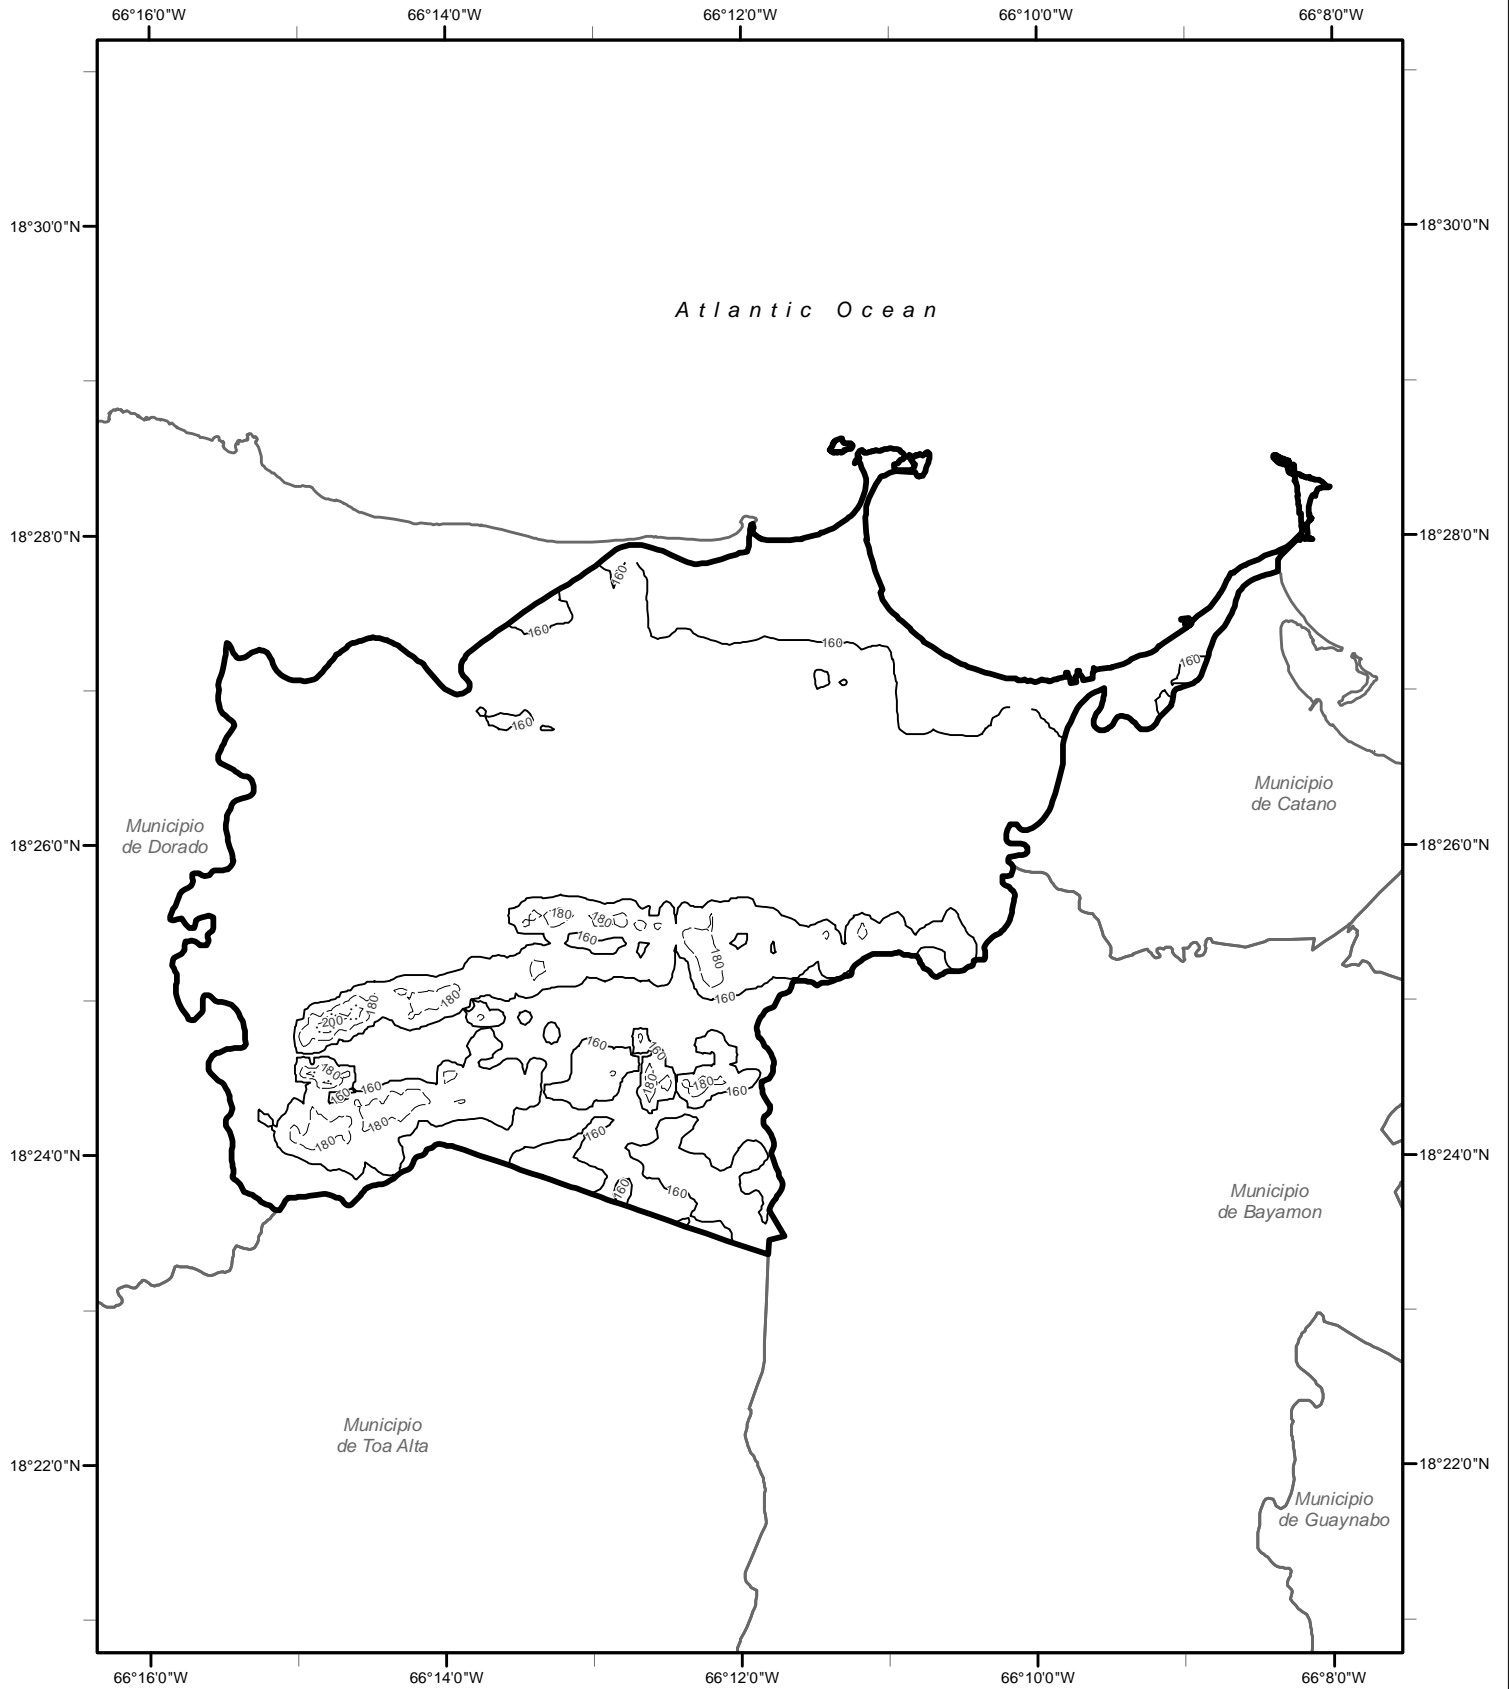 66°16'0"W
66°14'0"W
66°12'0"W
66°10'0"W
66°8'0"W
18°30'0"N
18°30'0"N
Atlantic Ocean
18°28'0"N
18°28'0"N
160
160
160
160
160
Municipio
de Catano
Municipio
de Dorado
18°26'0"N
18°26'0"N
180
180
160
180
160
180
180
200
160
160
180
180
180
160
160
160
180
180
160
18°24'0"N
18°24'0"N
160
160
Municipio
de Bayamon
Municipio
de Toa Alta
18°22'0"N
18°22'0"N
Municipio
de Guaynabo
66°16'0"W
66°14'0"W
66°12'0"W
66°10'0"W
66°8'0"W